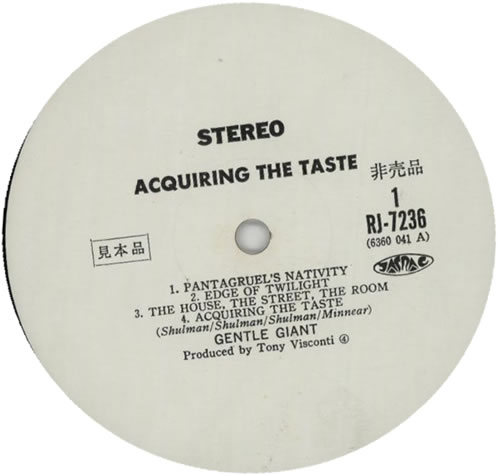 STEREO
ACQUIRING THE TASTE
非売品
1
RJ-7236
(6360 041 A)
見本品
JASRAC
1. PANTAGRUEL'S NATIVITY
2. EDGE OF TWILIGHT
3. THE HOUSE, THE STREET, THE ROOM
4. ACQUIRING THE TASTE
(Shulman/Shulman/Shulman/Minnear)
GENTLE GIANT
Produced by Tony Visconti ④